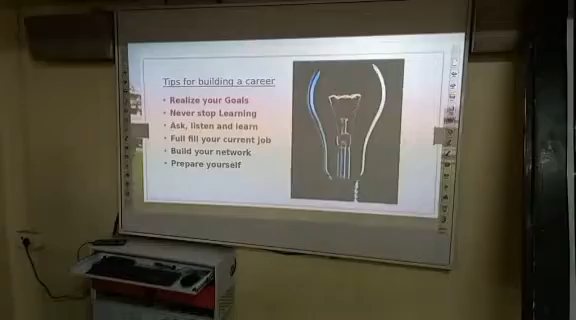 Tips for building a career
• Realize your Goals
• Never stop Learning
• Ask, listen and learn
• Full fill your current job
• Build your network
• Prepare yourself